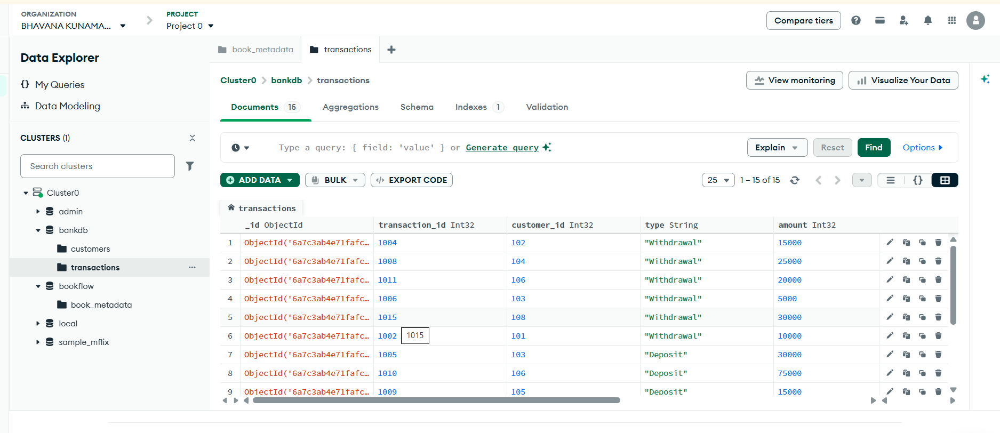 ORGANIZATION
BHAVANA KUNAMA...
PROJECT
Project 0
Compare tiers
Data Explorer
My Queries
Data Modeling
CLUSTERS (1)
Search clusters
Cluster0
admin
bankdb
customers
transactions
bookflow
book_metadata
local
sample_mflix
book_metadata
transactions
Cluster0 bankdb transactions
View monitoring
Visualize Your Data
Documents 15
Aggregations
Schema
Indexes 1
Validation
Type a query: { field: 'value' } or Generate query
Explain
Reset
Find
Options
ADD DATA
BULK
</> EXPORT CODE
25
1 – 15 of 15
{}
transactions
_id ObjectId transaction_id Int32 customer_id Int32 type String amount Int32
1 ObjectId('6a7c3ab4e71fafc… 1004 102 "Withdrawal" 15000
2 ObjectId('6a7c3ab4e71fafc… 1008 104 "Withdrawal" 25000
3 ObjectId('6a7c3ab4e71fafc… 1011 106 "Withdrawal" 20000
4 ObjectId('6a7c3ab4e71fafc… 1006 103 "Withdrawal" 5000
5 ObjectId('6a7c3ab4e71fafc… 1015 108 "Withdrawal" 30000
6 ObjectId('6a7c3ab4e71fafc… 1002 101 "Withdrawal" 10000
1015
7 ObjectId('6a7c3ab4e71fafc… 1005 103 "Deposit" 30000
8 ObjectId('6a7c3ab4e71fafc… 1010 106 "Deposit" 75000
9 ObjectId('6a7c3ab4e71fafc… 1009 105 "Deposit" 15000